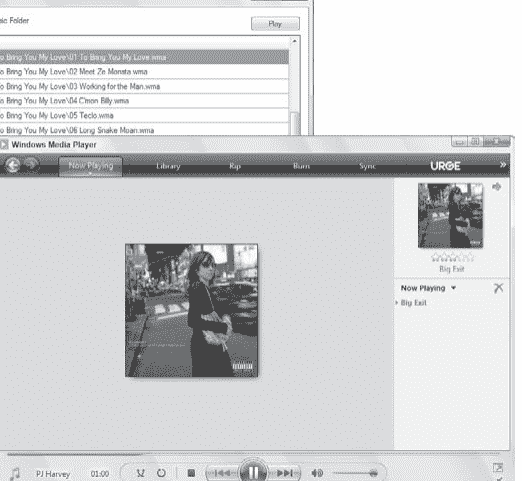 Folder
Play
Bring You My Love\01 To Bring You My Love.wma
Bring You My Love\02 Meet Ze Monsta.wma
Bring You My Love\03 Working for the Man.wma
Bring You My Love\04 C'mon Billy.wma
Bring You My Love\05 Teclo.wma
Bring You My Love\06 Long Snake Moan.wma
Windows Media Player
Now Playing Library Rip Burn Sync URGE
Big Exit
Now Playing
Big Exit
PJ Harvey 01:00